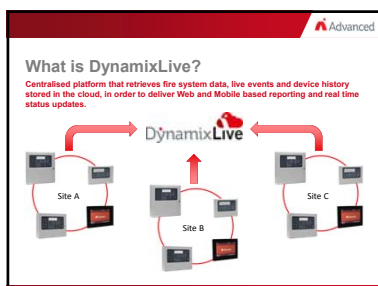 Advanced
What is DynamixLive?
Centralised platform that retrieves fire system data, live events and device history
stored in the cloud, in order to deliver Web and Mobile based reporting and real time
status updates.
DynamixLive
Site A
Site B
Site C